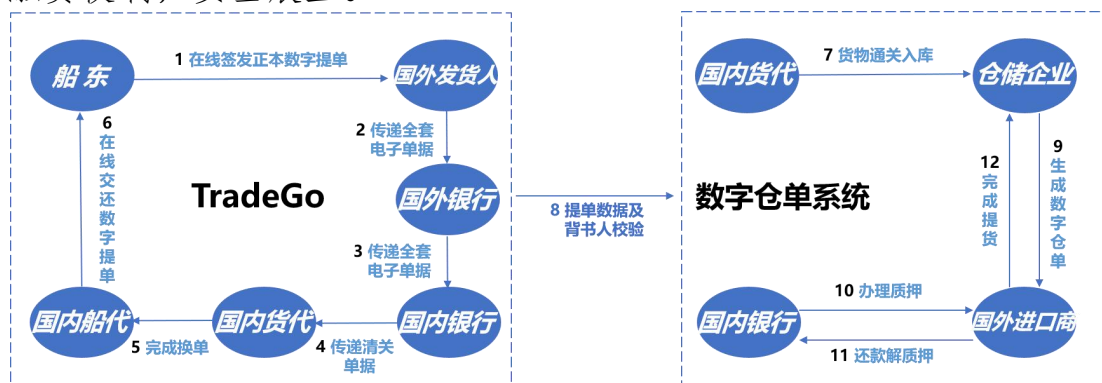 船 东
1 在线签发正本数字提单
国外发货人
2 传递全套
电子单据
国外银行
3 传递全套
电子单据
国内银行
4 传递清关
单据
国内货代
5 完成换单
国内船代
6
在
线
交
还
数
字
提
单
TradeGo
8 提单数据及
背书人校验
国内货代
7 货物通关入库
仓储企业
数字仓单系统
12
完
成
提
货
9
生
成
数
字
仓
单
国内银行
10 办理质押
11 还款解质押
国外进口商